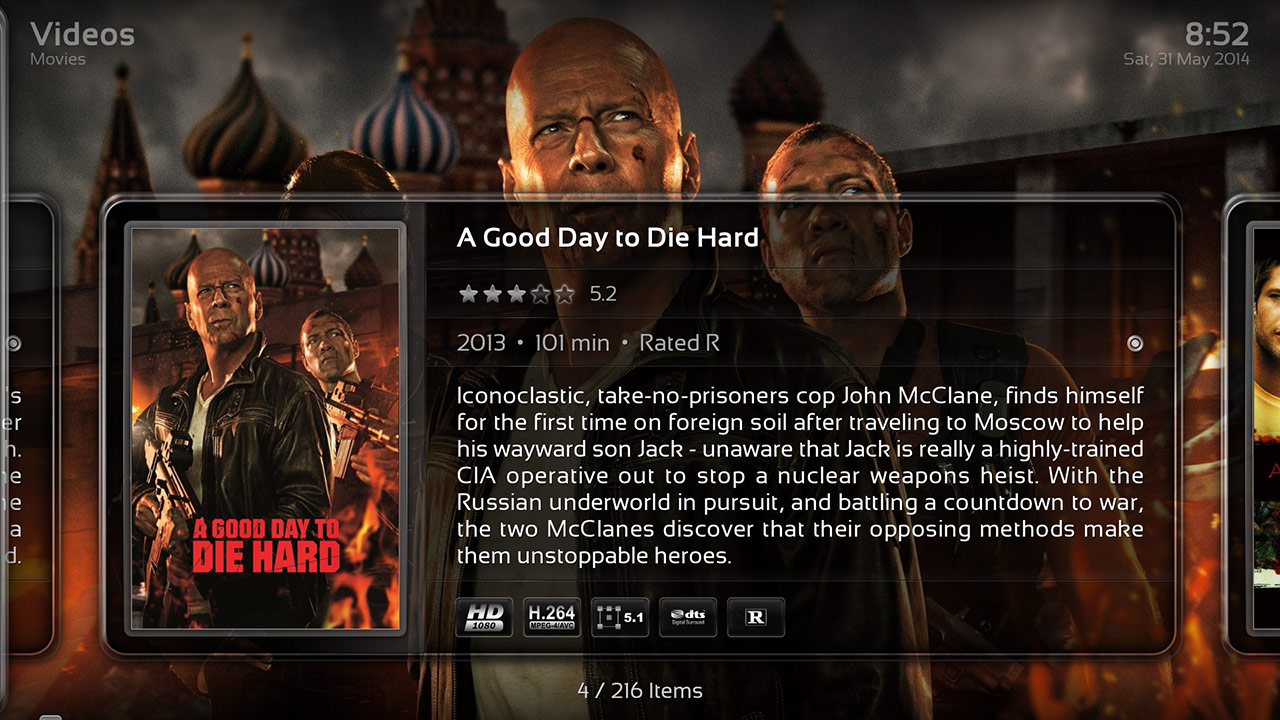 Videos
Movies
8:52
Sat, 31 May 2014
A Good Day to Die Hard
5.2
2013 • 101 min • Rated R
Iconoclastic, take-no-prisoners cop John McClane, finds himself
for the first time on foreign soil after traveling to Moscow to help
his wayward son Jack - unaware that Jack is really a highly-trained
CIA operative out to stop a nuclear weapons heist. With the
Russian underworld in pursuit, and battling a countdown to war,
the two McClanes discover that their opposing methods make
them unstoppable heroes.
A GOOD DAY TO
DIE HARD
HD
1080
H.264
MPEG-4/AVC
5.1
dts
Digital Surround
R
4 / 216 Items
's
er
n.
ne
ne
a
d.